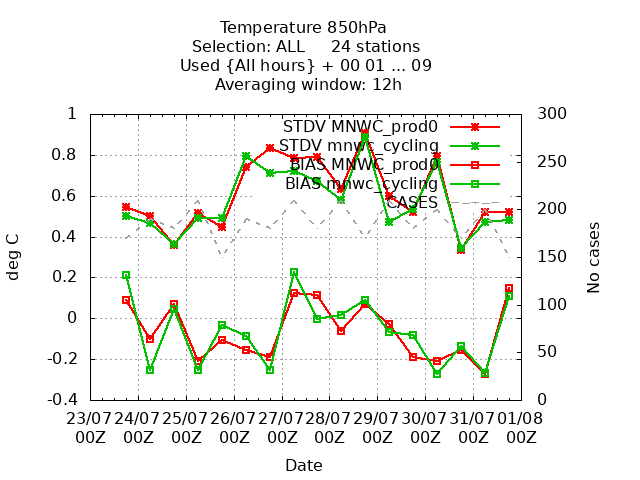 Temperature 850hPa
Selection: ALL 24 stations
Used {All hours} + 00 01 ... 09
Averaging window: 12h
STDV MNWC_prod0
STDV mnwc_cycling
BIAS MNWC_prod0
BIAS mnwc_cycling
CASES
1
0.8
0.6
0.4
0.2
0
-0.2
-0.4
deg C
300
250
200
150
100
50
0
No cases
23/07 24/07 25/07 26/07 27/07 28/07 29/07 30/07 31/07 01/08
00Z 00Z 00Z 00Z 00Z 00Z 00Z 00Z 00Z 00Z
Date